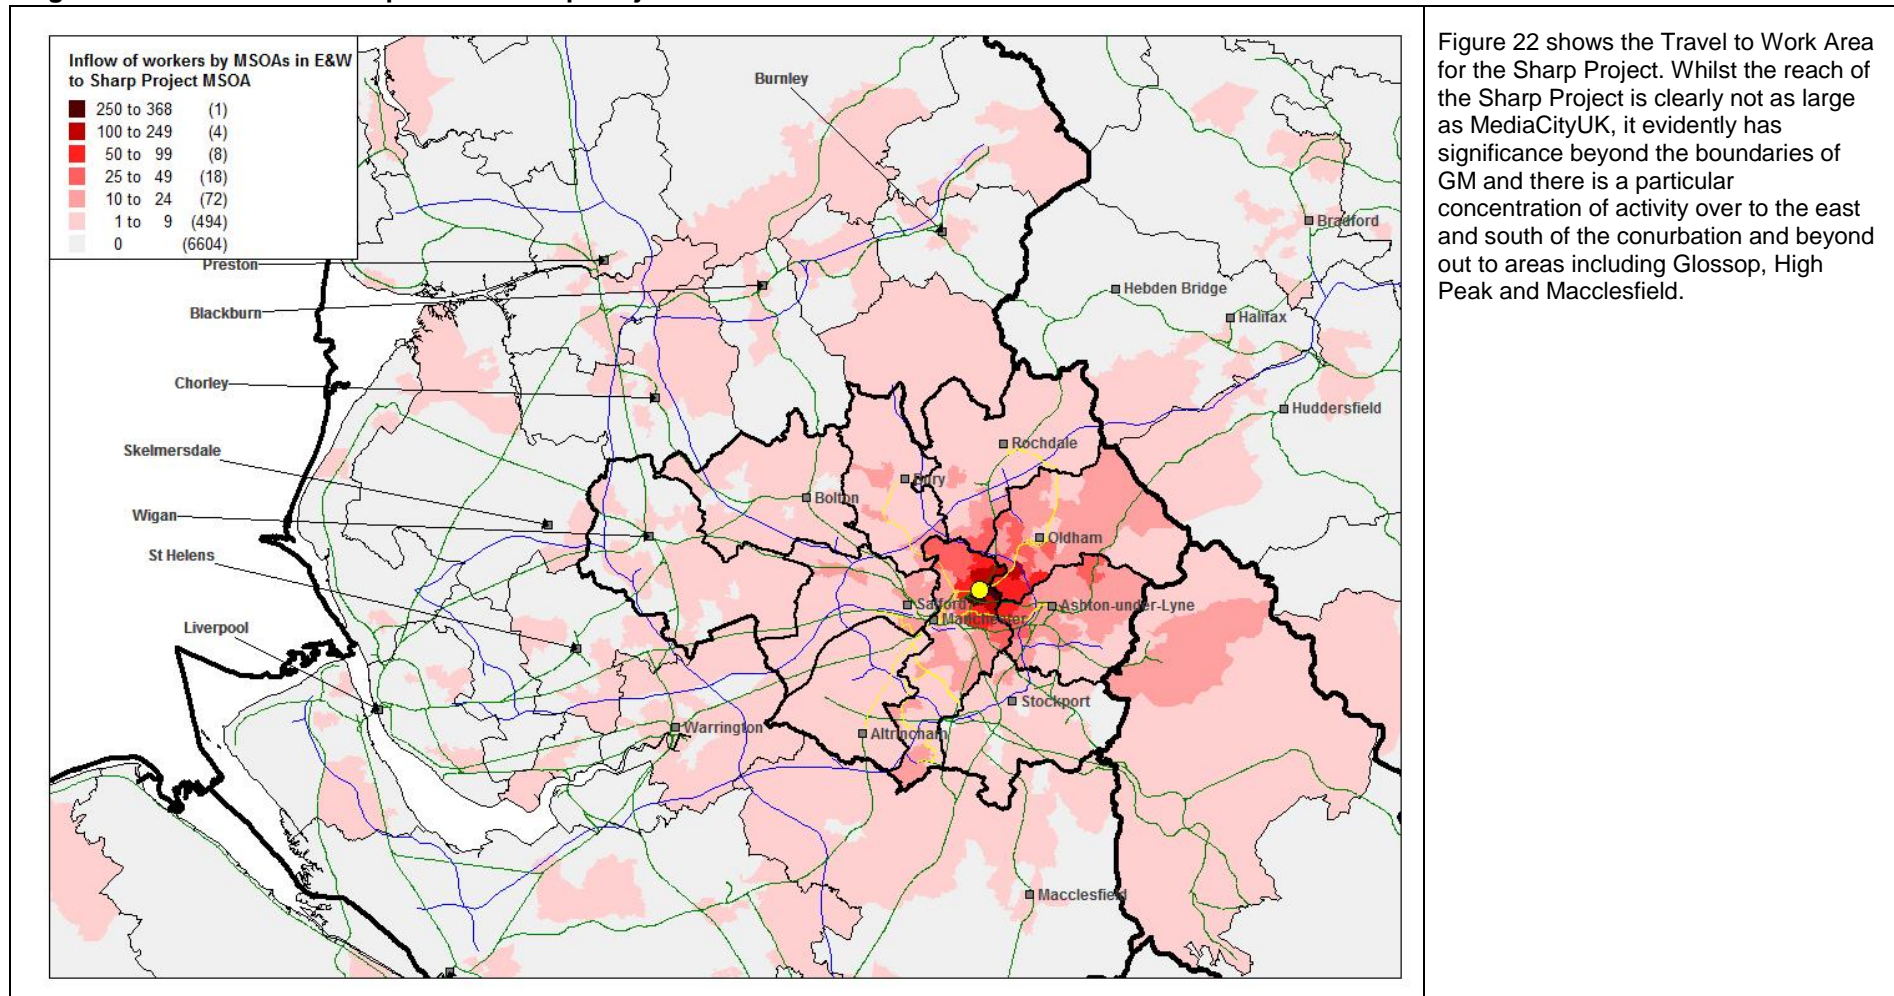 Inflow of workers by MSOAs in E&W
to Sharp Project MSOA
250 to 368 (1)
100 to 249 (4)
50 to 99 (8)
25 to 49 (18)
10 to 24 (72)
1 to 9 (494)
0 (6604)
Burnley
Bradford
Preston
Hebden Bridge
Blackburn
Halifax
Chorley
Huddersfield
Rochdale
Skelmersdale
Bury
Bolton
Wigan
Oldham
St Helens
Salford
Ashton-under-Lyne
Manchester
Liverpool
Stockport
Warrington
Altrincham
Macclesfield
Figure 22 shows the Travel to Work Area
for the Sharp Project. Whilst the reach of
the Sharp Project is clearly not as large
as MediaCityUK, it evidently has
significance beyond the boundaries of
GM and there is a particular
concentration of activity over to the east
and south of the conurbation and beyond
out to areas including Glossop, High
Peak and Macclesfield.